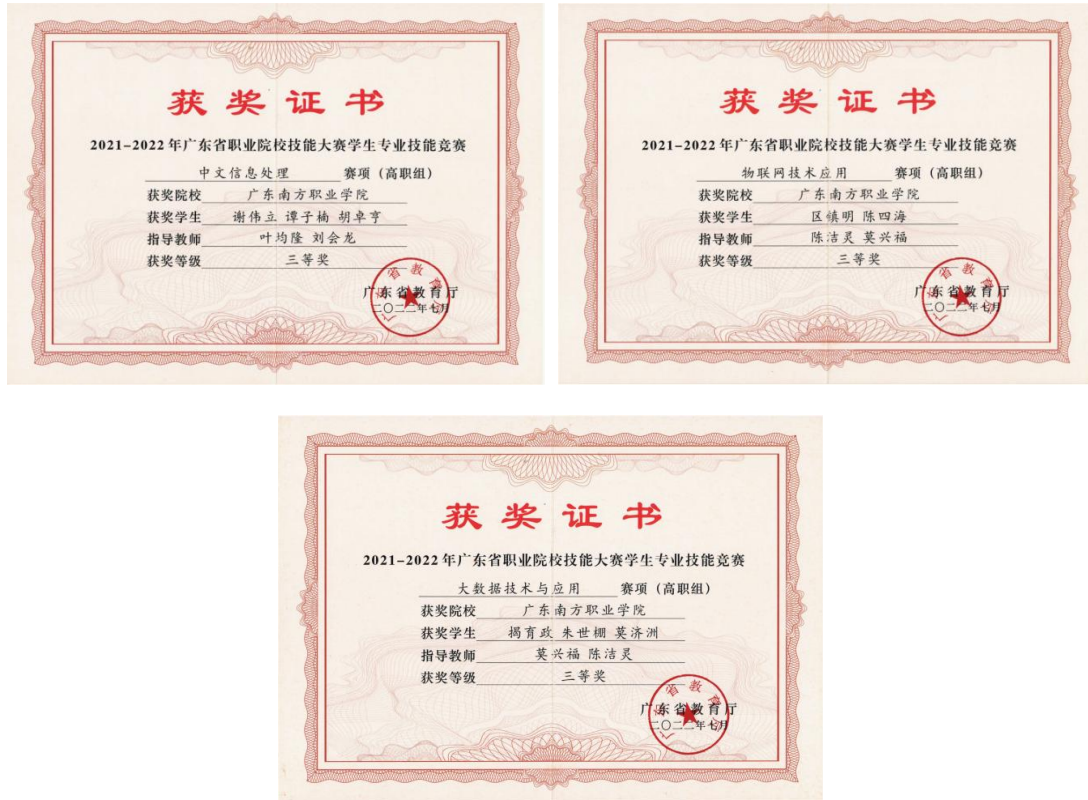 获奖证书
2021-2022年广东省职业院校技能大赛学生专业技能竞赛
中文信息处理 赛项(高职组)
获奖院校 广东南方职业学院
获奖学生 谢伟立 谭子楠 胡卓亨
指导教师 叶均隆 刘会龙
获奖等级 三等奖
广东省教育厅
二〇二二年七月
获奖证书
2021-2022年广东省职业院校技能大赛学生专业技能竞赛
物联网技术应用 赛项(高职组)
获奖院校 广东南方职业学院
获奖学生 区镇明 陈四海
指导教师 陈洁灵 莫兴福
获奖等级 三等奖
广东省教育厅
二〇二二年七月
获奖证书
2021-2022年广东省职业院校技能大赛学生专业技能竞赛
大数据技术与应用 赛项(高职组)
获奖院校 广东南方职业学院
获奖学生 揭育政 朱世棚 莫济洲
指导教师 莫兴福 陈洁灵
获奖等级 三等奖
广东省教育厅
二〇二二年七月